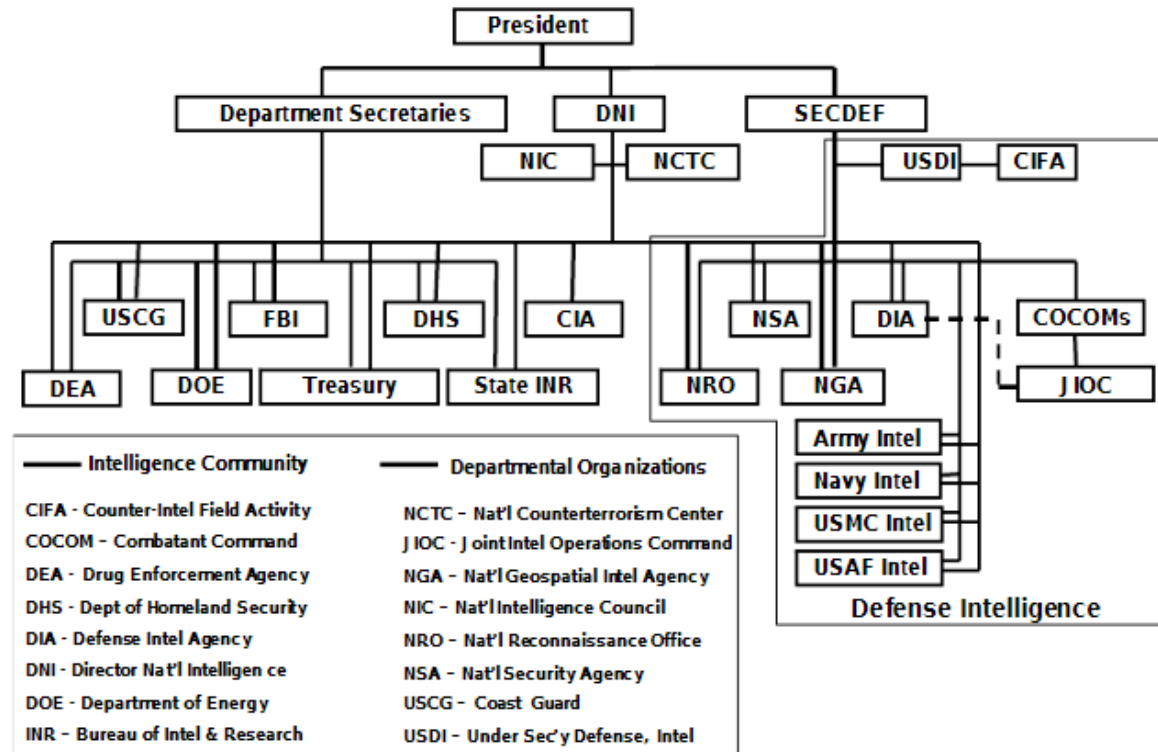 President
Department Secretaries
DNI
SECDEF
NIC
NCTC
USDI
CIFA
USCG
FBI
DHS
CIA
NSA
DIA
COCOMs
DEA
DOE
Treasury
State INR
NRO
NGA
JIOC
Army Intel
Navy Intel
USMC Intel
USAF Intel
Defense Intelligence
Intelligence Community
CIFA - Counter-Intel Field Activity
COCOM – Combatant Command
DEA - Drug Enforcement Agency
DHS - Dept of Homeland Security
DIA - Defense Intel Agency
DNI - Director Nat'l Intelligence
DOE - Department of Energy
INR – Bureau of Intel & Research
Departmental Organizations
NCTC – Nat'l Counterterrorism Center
JIOC - Joint Intel Operations Command
NGA – Nat'l Geospatial Intel Agency
NIC – Nat'l Intelligence Council
NRO – Nat'l Reconnaissance Office
NSA – Nat'l Security Agency
USCG – Coast Guard
USDI – Under Sec'y Defense, Intel